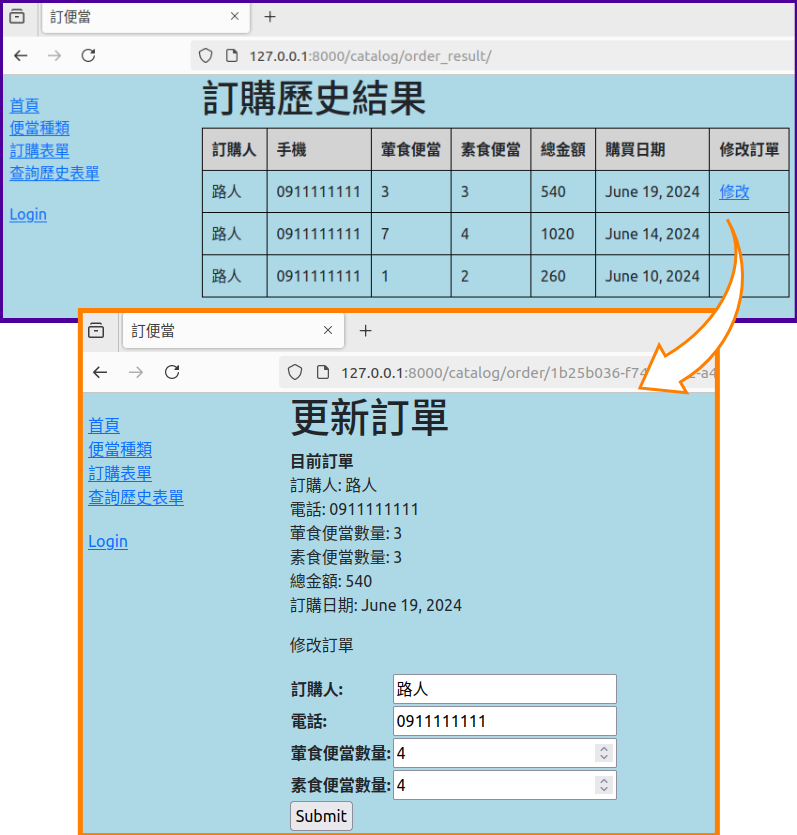 訂便當
127.0.0.1:8000/catalog/order_result/
首頁
便當種類
訂購表單
查詢歷史表單
Login
訂購歷史結果
訂購人 手機 葷食便當 素食便當 總金額 購買日期 修改訂單
路人 0911111111 3 3 540 June 19, 2024 修改
路人 0911111111 7 4 1020 June 14, 2024
路人 0911111111 1 2 260 June 10, 2024
訂便當
127.0.0.1:8000/catalog/order/1b25b036-f74
首頁
便當種類
訂購表單
查詢歷史表單
Login
更新訂單
目前訂單
訂購人: 路人
電話: 0911111111
葷食便當數量: 3
素食便當數量: 3
總金額: 540
訂購日期: June 19, 2024
修改訂單
訂購人: 路人
電話: 0911111111
葷食便當數量: 4
素食便當數量: 4
Submit